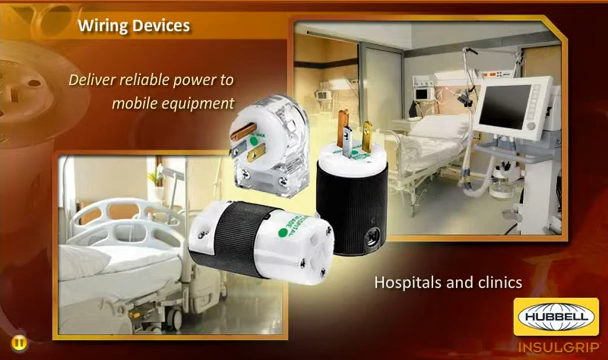 Wiring Devices
Deliver reliable power to
mobile equipment
Hospitals and clinics
HUBBELL
INSULGRIP